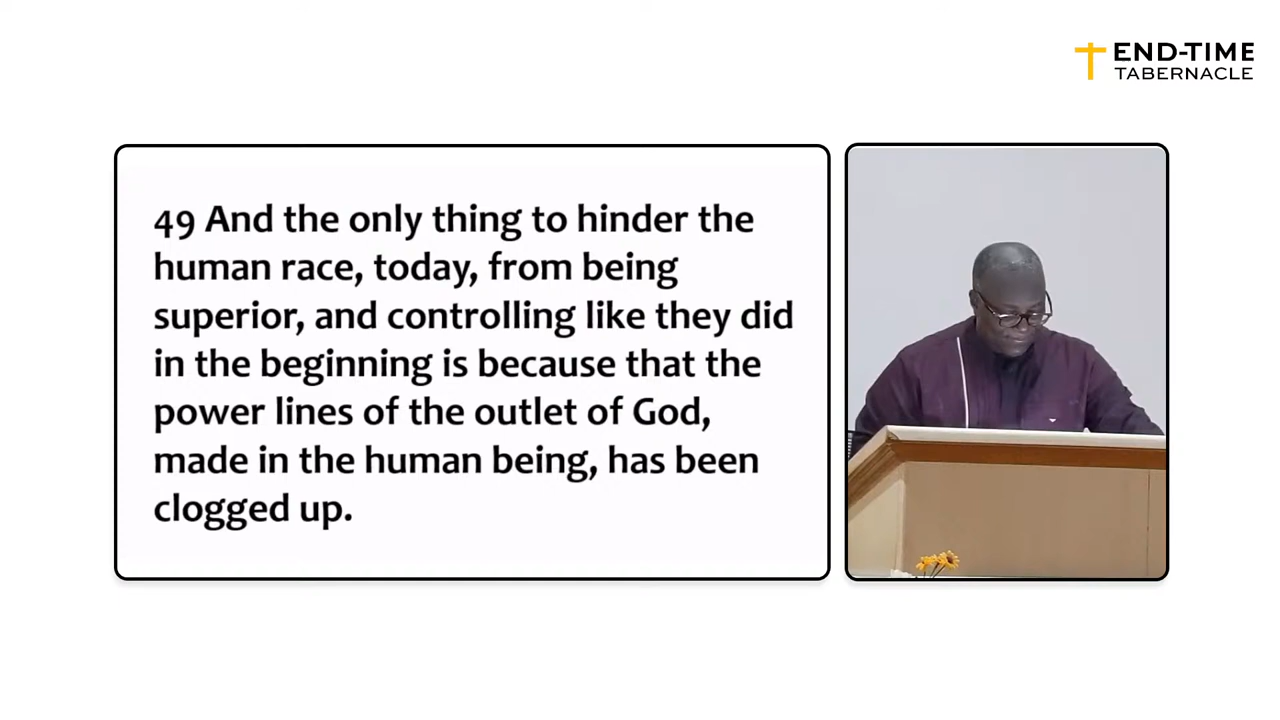 END-TIME
TABERNACLE
49 And the only thing to hinder the
human race, today, from being
superior, and controlling like they did
in the beginning is because that the
power lines of the outlet of God,
made in the human being, has been
clogged up.